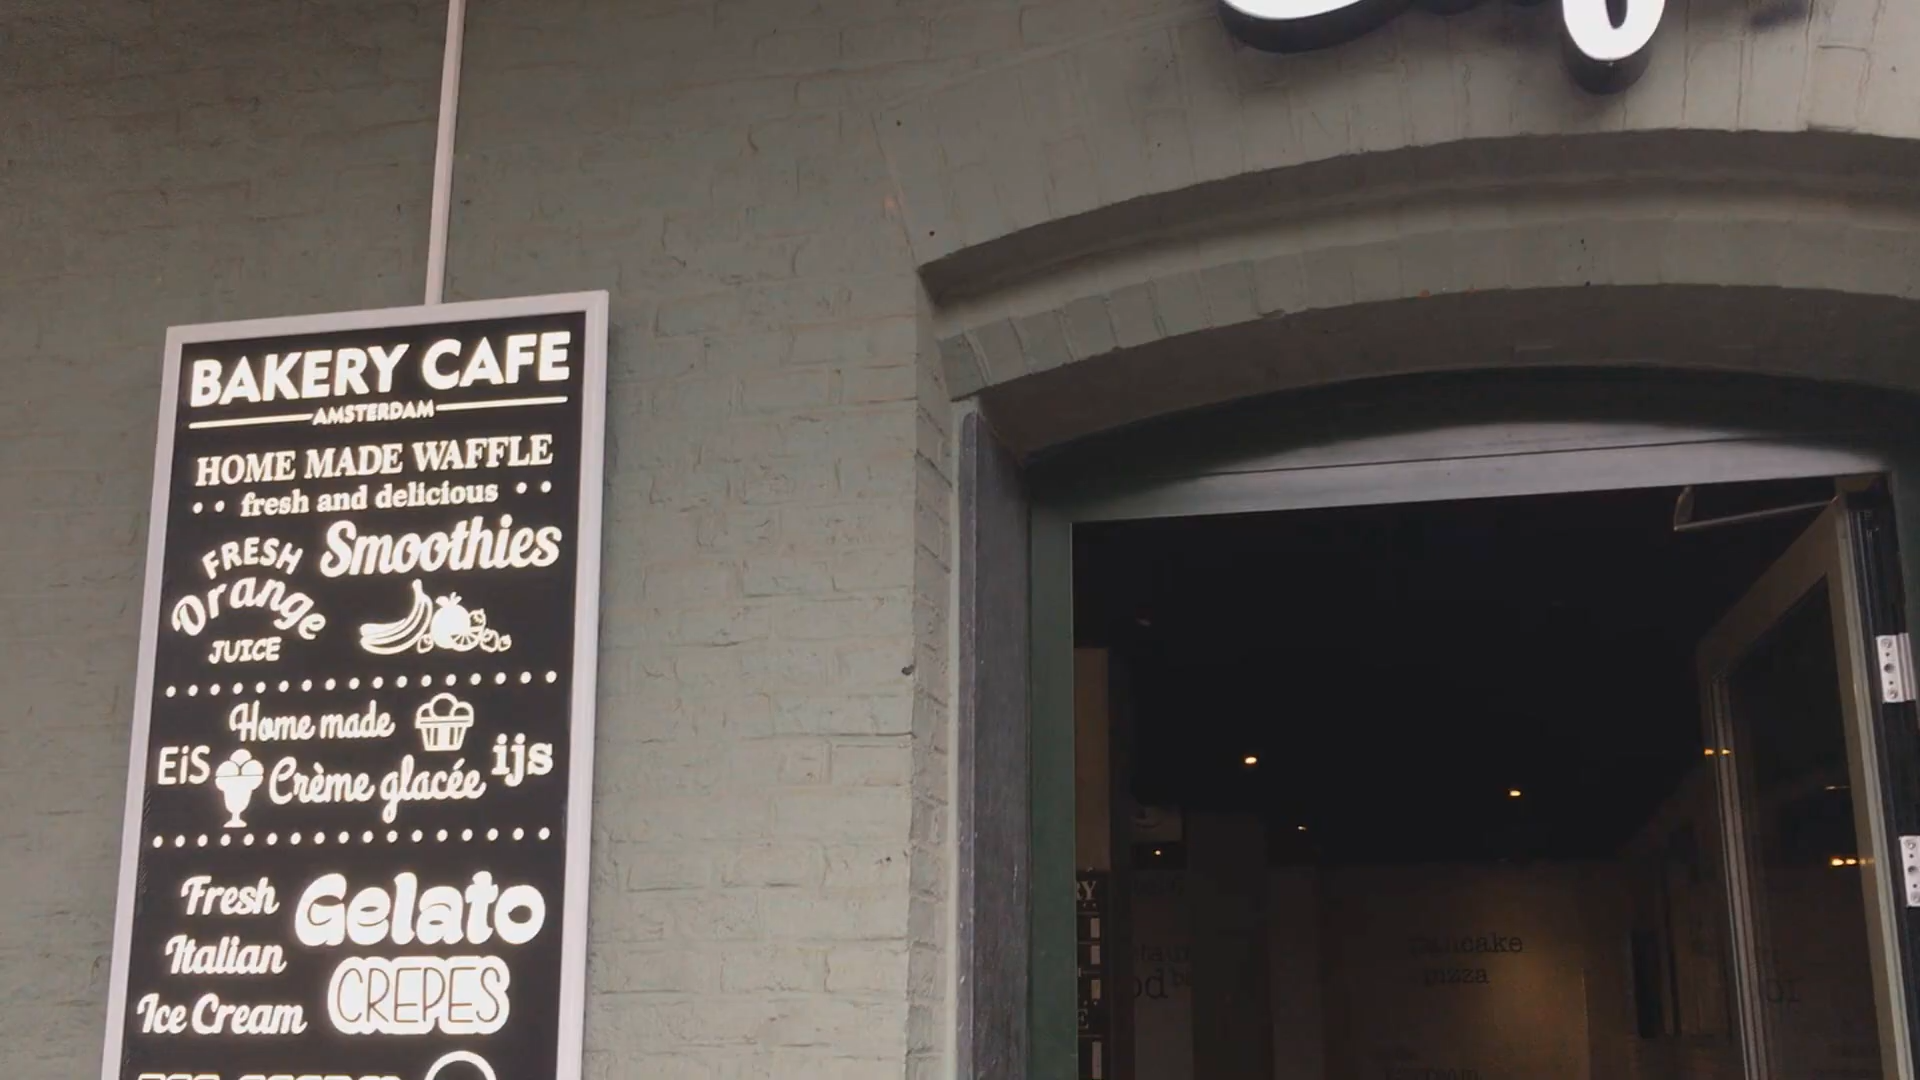 BAKERY CAFE
AMSTERDAM
HOME MADE WAFFLE
fresh and delicious
FRESH
Orange
JUICE
Smoothies
Home made
EiS
Crème glacée
ijs
Fresh
Italian
Ice Cream
Gelato
CREPES
pancake
pizza